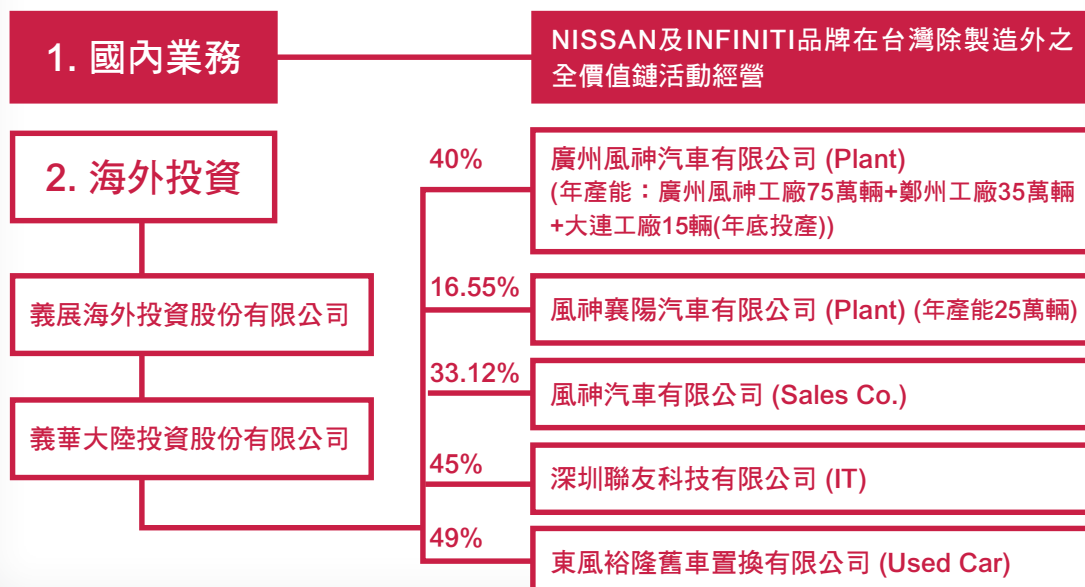 1. 國內業務
NISSAN及INFINITI品牌在台灣除製造外之
全價值鏈活動經營
2. 海外投資
義展海外投資股份有限公司
義華大陸投資股份有限公司
40%
廣州風神汽車有限公司 (Plant)
(年產能：廣州風神工廠75萬輛+鄭州工廠35萬輛
+大連工廠15輛(年底投產))
16.55%
風神襄陽汽車有限公司 (Plant) (年產能25萬輛)
33.12%
風神汽車有限公司 (Sales Co.)
45%
深圳聯友科技有限公司 (IT)
49%
東風裕隆舊車置換有限公司 (Used Car)